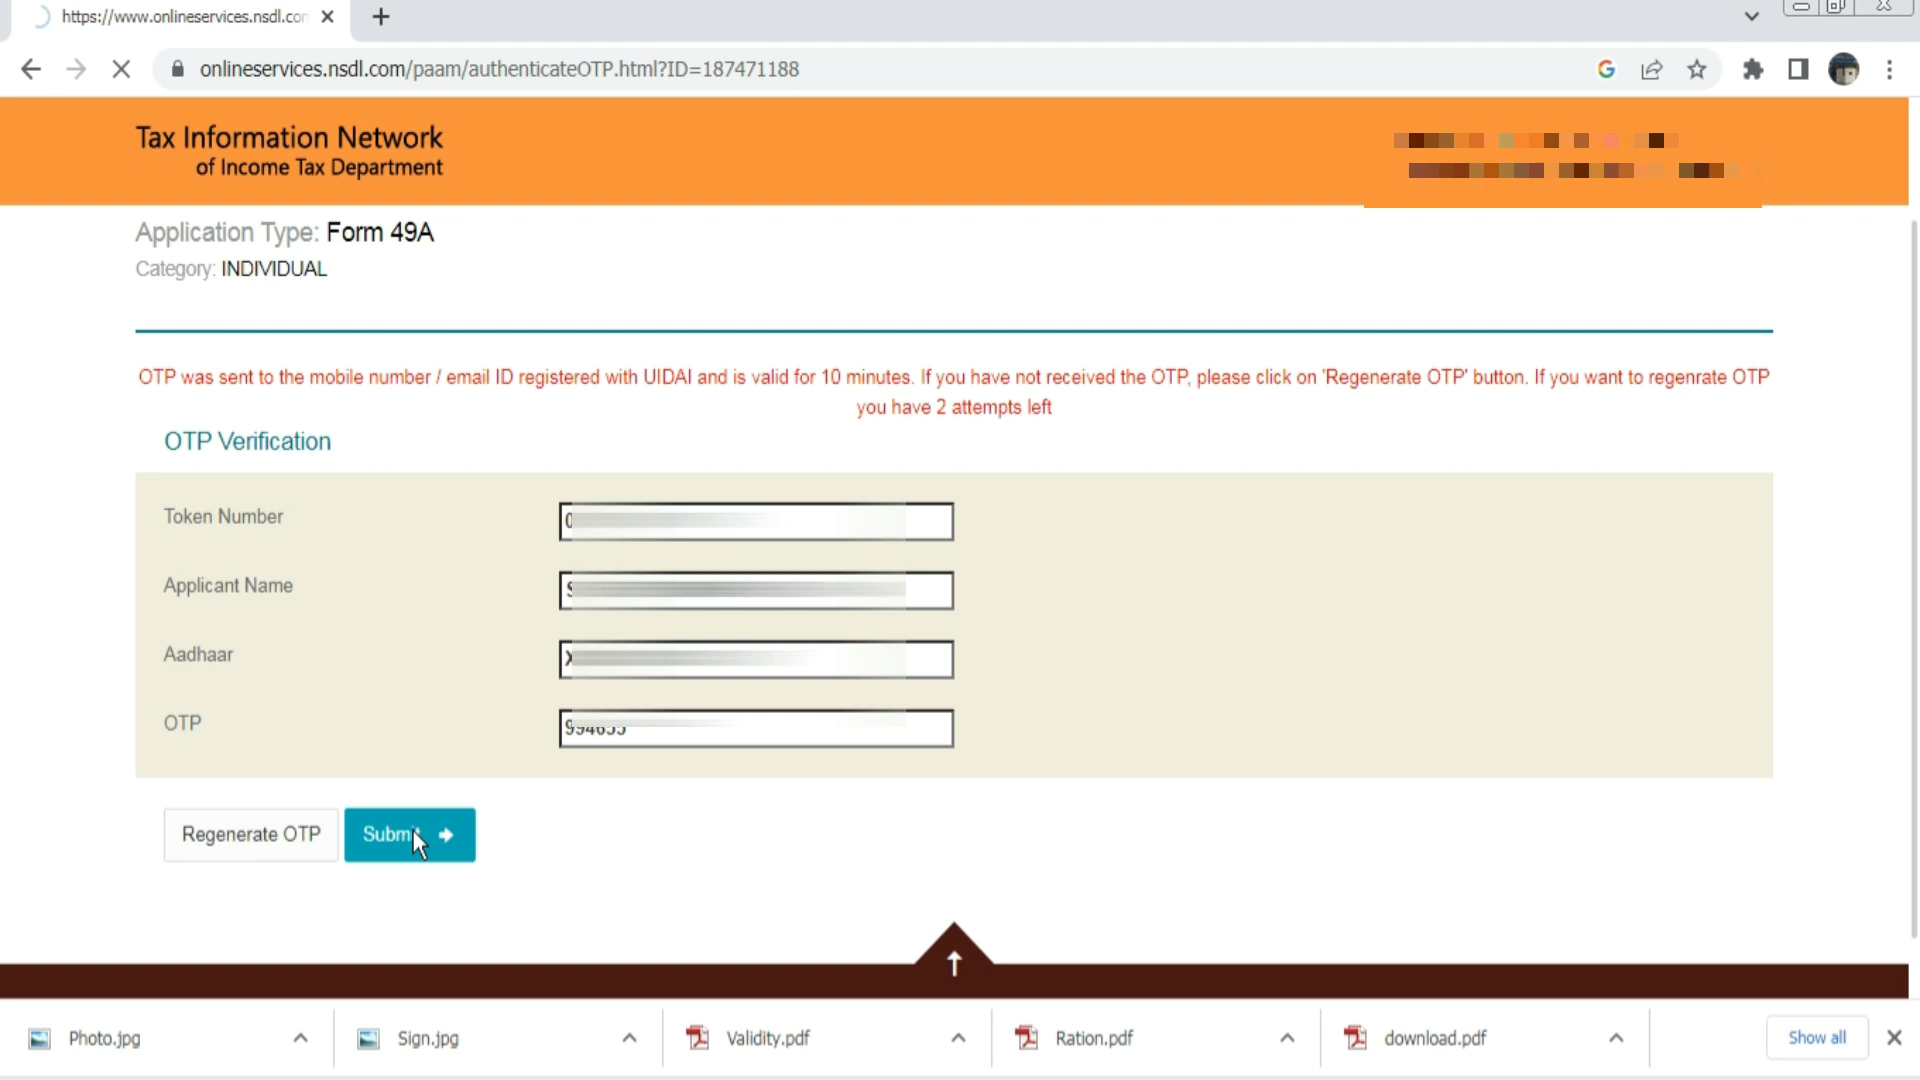 https://www.onlineservices.nsdl.con
onlineservices.nsdl.com/paam/authenticateOTP.html?ID=187471188
Tax Information Network
of Income Tax Department
Application Type: Form 49A
Category: INDIVIDUAL
OTP was sent to the mobile number / email ID registered with UIDAI and is valid for 10 minutes. If you have not received the OTP, please click on 'Regenerate OTP' button. If you want to regenrate OTP
you have 2 attempts left
OTP Verification
Token Number
Applicant Name
Aadhaar
OTP
Regenerate OTP Submit
Photo.jpg Sign.jpg Validity.pdf Ration.pdf download.pdf Show all